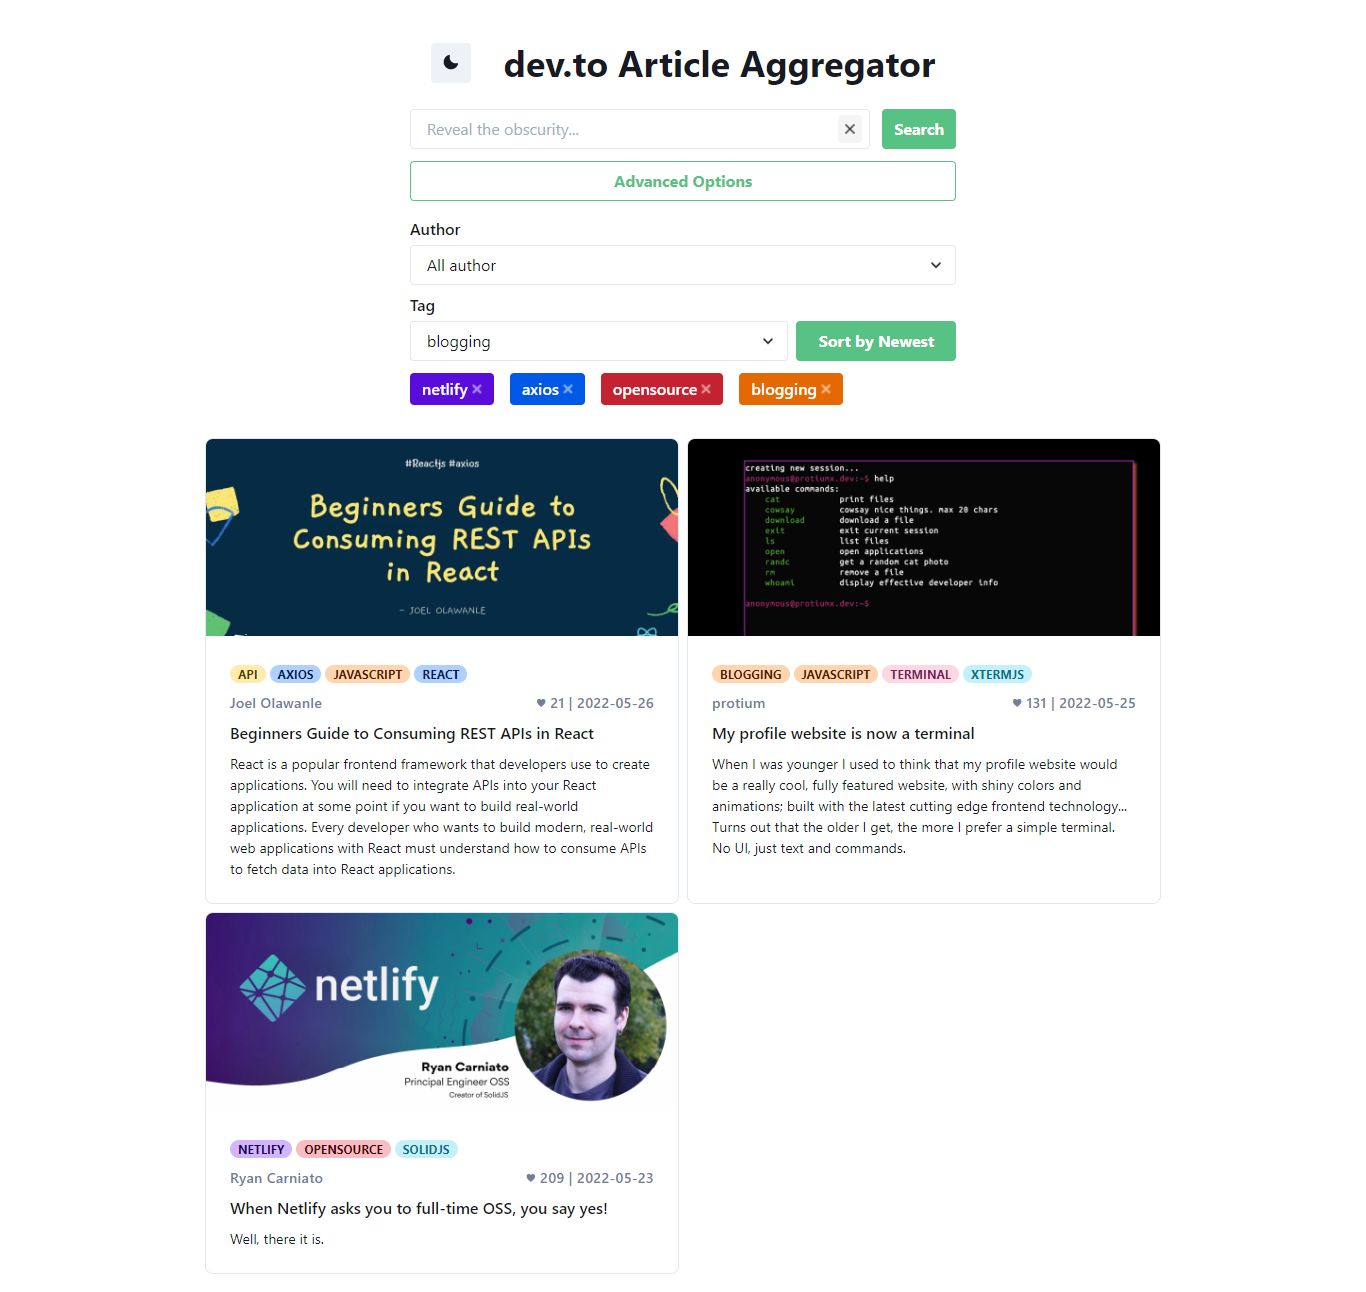 dev.to Article Aggregator
Reveal the obscurity...
Search
Advanced Options
Author
All author
Tag
blogging
Sort by Newest
netlify
axios
opensource
blogging
#Reactjs #axios
Beginners Guide to
Consuming REST APIs
in React
- JOEL OLAWANLE
API AXIOS JAVASCRIPT REACT
Joel Olawanle
21 | 2022-05-26
Beginners Guide to Consuming REST APIs in React
React is a popular frontend framework that developers use to create
applications. You will need to integrate APIs into your React
application at some point if you want to build real-world
applications. Every developer who wants to build modern, real-world
web applications with React must understand how to consume APIs
to fetch data into React applications.
creating new session...
anonymous@protiumx.dev:~$ help
available commands:
cat print files
cowsay cowsay nice things. max 20 chars
download download a file
exit exit current session
ls list files
open open applications
randc get a random cat photo
rm remove a file
whoami display effective developer info
anonymous@protiumx.dev:~$
BLOGGING JAVASCRIPT TERMINAL XTERMJS
protium
131 | 2022-05-25
My profile website is now a terminal
When I was younger I used to think that my profile website would
be a really cool, fully featured website, with shiny colors and
animations; built with the latest cutting edge frontend technology...
Turns out that the older I get, the more I prefer a simple terminal.
No UI, just text and commands.
netlify
Ryan Carniato
Principal Engineer OSS
Creator of SolidJS
NETLIFY OPENSOURCE SOLIDJS
Ryan Carniato
209 | 2022-05-23
When Netlify asks you to full-time OSS, you say yes!
Well, there it is.